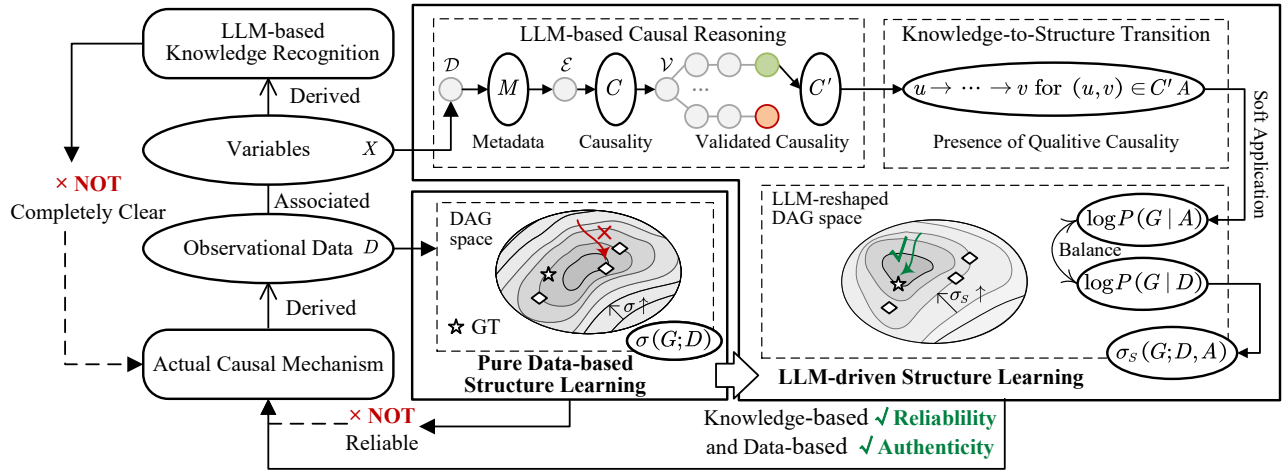 LLM-based
Knowledge Recognition
Derived
Variables X
Associated
Observational Data D
Derived
Actual Causal Mechanism
× NOT
Completely Clear
LLM-based Causal Reasoning
𝒟
M
ℰ
C
𝒱
...
C′
Metadata
Causality
Validated Causality
Knowledge-to-Structure Transition
u → ⋯ → v for (u, v) ∈ C′ A
Presence of Qualitive Causality
Soft Application
DAG
space
×
σ ↑
☆ GT
σ(G; D)
Pure Data-based
Structure Learning
LLM-reshaped
DAG space
√
σ_S ↑
log P(G | A)
Balance
log P(G | D)
σ_S(G; D, A)
LLM-driven Structure Learning
× NOT
Reliable
Knowledge-based √ Reliablility
and Data-based √ Authenticity